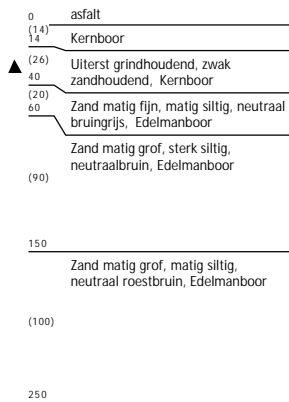 0 asfalt
(14)
14 Kernboor
(26) Uiterst grindhoudend, zwak
zandhoudend, Kernboor
40
(20) Zand matig fijn, matig siltig, neutraal
60 bruingrijs, Edelmanboor
Zand matig grof, sterk siltig,
neutraalbruin, Edelmanboor
(90)
150
Zand matig grof, matig siltig,
neutraal roestbruin, Edelmanboor
(100)
250